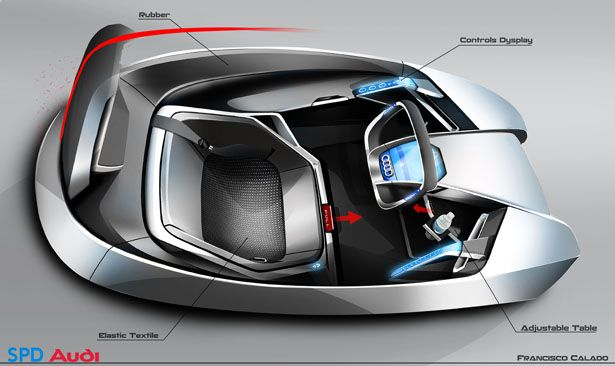 Rubber
Controls Dysplay
Elastic Textile
Adjustable Table
SPD Audi
Francisco Calado